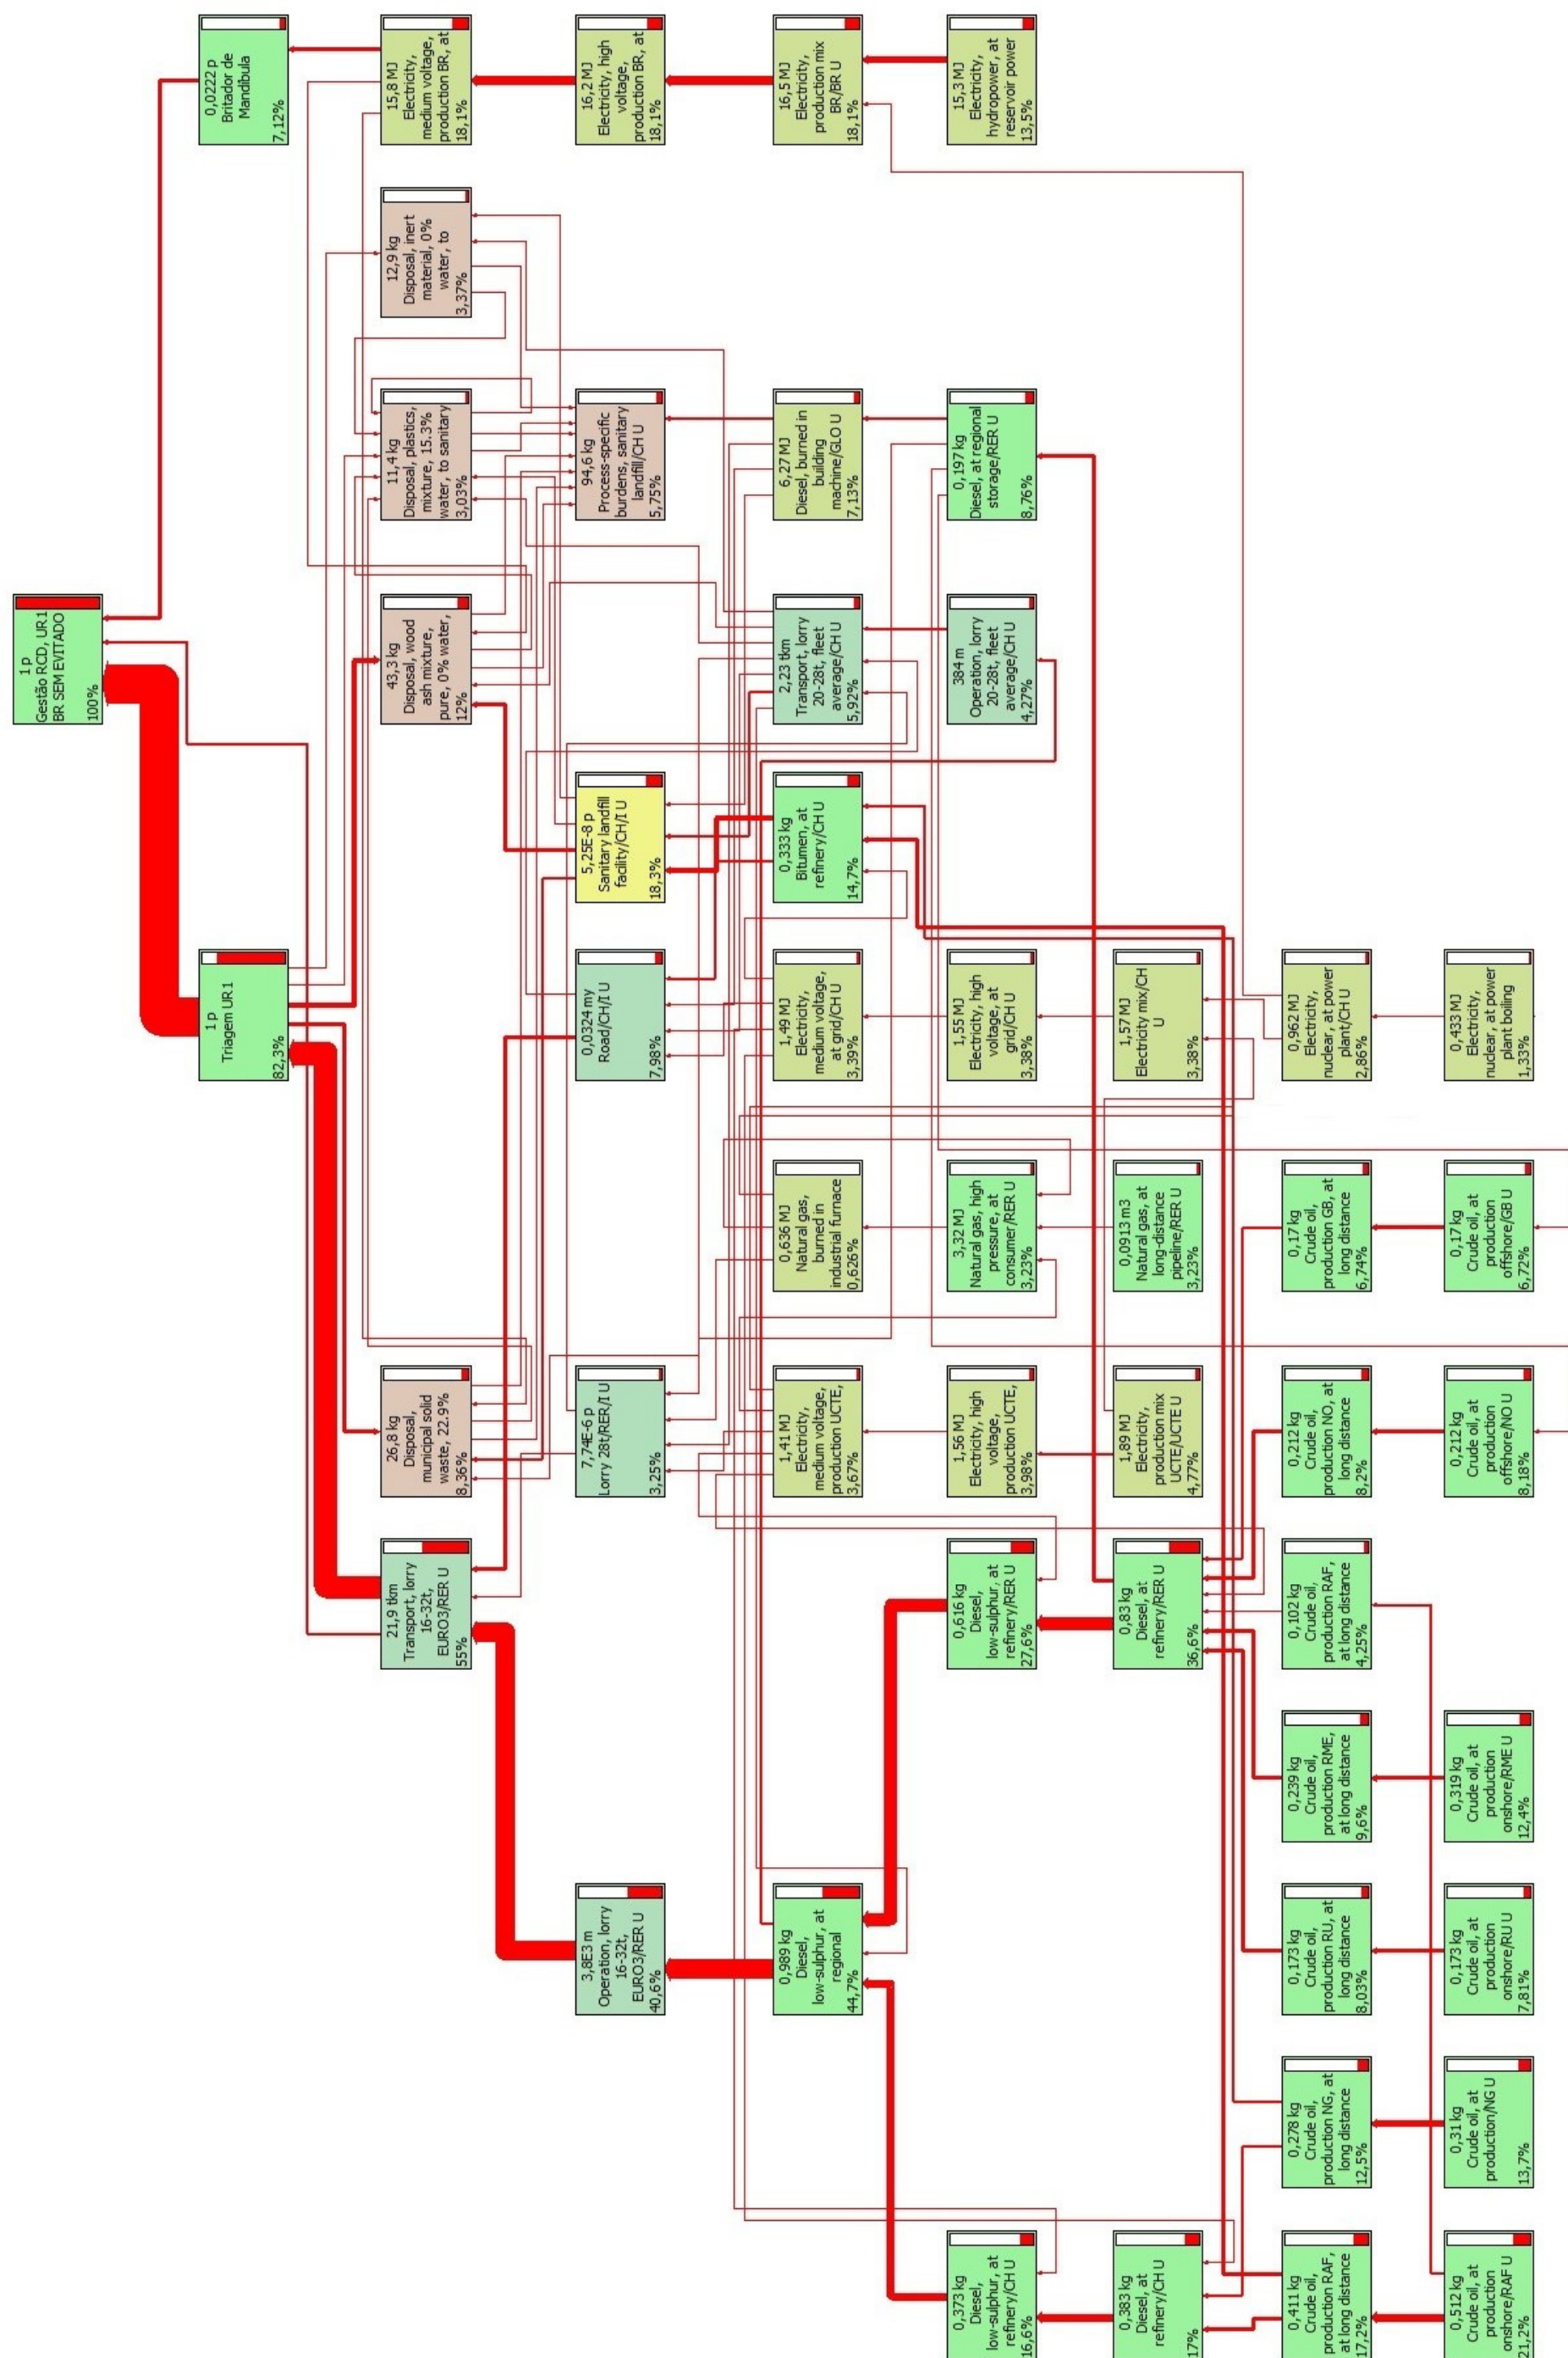 1 p
Gestão RCD, UR1
BR SEM EVITADO
100%
0,0222 p
Britador de
Mandíbula
7,12%
1 p
Triagem UR1
82,3%
15,8 MJ
Electricity,
medium voltage,
production BR, at
18,1%
12,9 kg
Disposal, inert
material, 0%
water, to
3,37%
11,4 kg
Disposal, plastics,
mixture, 15.3%
water, to sanitary
3,03%
43,3 kg
Disposal, wood
ash mixture,
pure, 0% water,
12%
26,8 kg
Disposal,
municipal solid
waste, 22.9%
8,36%
21,9 tkm
Transport, lorry
16-32t,
EURO3/RER U
55%
16,2 MJ
Electricity, high
voltage,
production BR, at
18,1%
94,6 kg
Process-specific
burdens, sanitary
landfill/CH U
5,75%
5,25E-8 p
Sanitary landfill
facility/CH/I U
18,3%
0,0324 my
Road/CH/I U
7,98%
7,74E-6 p
Lorry 28t/RER/I U
3,25%
3,8E3 m
Operation, lorry
16-32t,
EURO3/RER U
40,6%
16,5 MJ
Electricity,
production mix
BR/BR U
18,1%
6,27 MJ
Diesel, burned in
building
machine/GLO U
7,13%
2,23 tkm
Transport, lorry
20-28t, fleet
average/CH U
5,92%
0,333 kg
Bitumen, at
refinery/CH U
14,7%
1,49 MJ
Electricity,
medium voltage,
at grid/CH U
3,39%
0,636 MJ
Natural gas,
burned in
industrial furnace
0,626%
1,41 MJ
Electricity,
medium voltage,
production UCTE,
3,67%
0,989 kg
Diesel,
low-sulphur, at
regional
44,7%
15,3 MJ
Electricity,
hydropower, at
reservoir power
13,5%
0,197 kg
Diesel, at regional
storage/RER U
8,76%
384 m
Operation, lorry
20-28t, fleet
average/CH U
4,27%
1,55 MJ
Electricity, high
voltage, at
grid/CH U
3,38%
3,32 MJ
Natural gas, high
pressure, at
consumer/RER U
3,23%
1,56 MJ
Electricity, high
voltage,
production UCTE,
3,98%
0,616 kg
Diesel,
low-sulphur, at
refinery/RER U
27,6%
0,373 kg
Diesel,
low-sulphur, at
refinery/CH U
16,6%
1,57 MJ
Electricity mix/CH
U
3,38%
0,0913 m3
Natural gas, at
long-distance
pipeline/RER U
3,23%
1,89 MJ
Electricity,
production mix
UCTE/UCTE U
4,77%
0,83 kg
Diesel, at
refinery/RER U
36,6%
0,383 kg
Diesel, at
refinery/CH U
17%
0,962 MJ
Electricity,
nuclear, at power
plant/CH U
2,86%
0,17 kg
Crude oil,
production GB, at
long distance
6,74%
0,212 kg
Crude oil,
production NO, at
long distance
8,2%
0,102 kg
Crude oil,
production RAF,
at long distance
4,25%
0,239 kg
Crude oil,
production RME,
at long distance
9,6%
0,173 kg
Crude oil,
production RU, at
long distance
8,03%
0,278 kg
Crude oil,
production NG, at
long distance
12,5%
0,411 kg
Crude oil,
production RAF,
at long distance
17,2%
0,433 MJ
Electricity,
nuclear, at power
plant boiling
1,33%
0,17 kg
Crude oil, at
production
offshore/GB U
6,72%
0,212 kg
Crude oil, at
production
offshore/NO U
8,18%
0,319 kg
Crude oil, at
production
onshore/RME U
12,4%
0,173 kg
Crude oil, at
production
onshore/RU U
7,81%
0,31 kg
Crude oil, at
production/NG U
13,7%
0,512 kg
Crude oil, at
production
onshore/RAF U
21,2%